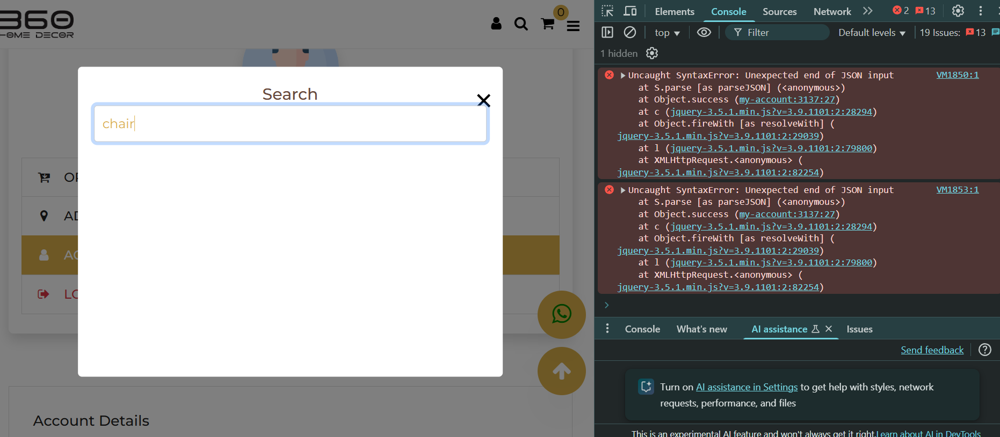 360
HOME DECOR
0
Search
chair
Account Details
Elements
Console
Sources
Network
2
13
top
Filter
Default levels
19 Issues:
13
1 hidden
Uncaught SyntaxError: Unexpected end of JSON input
VM1850:1
at S.parse [as parseJSON] (<anonymous>)
at Object.success (my-account:3137:27)
at c (jquery-3.5.1.min.js?v=3.9.1101:2:28294)
at Object.fireWith [as resolveWith] (
jquery-3.5.1.min.js?v=3.9.1101:2:29039)
at l (jquery-3.5.1.min.js?v=3.9.1101:2:79800)
at XMLHttpRequest.<anonymous> (
jquery-3.5.1.min.js?v=3.9.1101:2:82254)
Uncaught SyntaxError: Unexpected end of JSON input
VM1853:1
at S.parse [as parseJSON] (<anonymous>)
at Object.success (my-account:3137:27)
at c (jquery-3.5.1.min.js?v=3.9.1101:2:28294)
at Object.fireWith [as resolveWith] (
jquery-3.5.1.min.js?v=3.9.1101:2:29039)
at l (jquery-3.5.1.min.js?v=3.9.1101:2:79800)
at XMLHttpRequest.<anonymous> (
jquery-3.5.1.min.js?v=3.9.1101:2:82254)
Console
What's new
AI assistance
Issues
Send feedback
Turn on AI assistance in Settings to get help with styles, network
requests, performance, and files
This is an experimental AI feature and won't always get it right. Learn about AI in DevTools